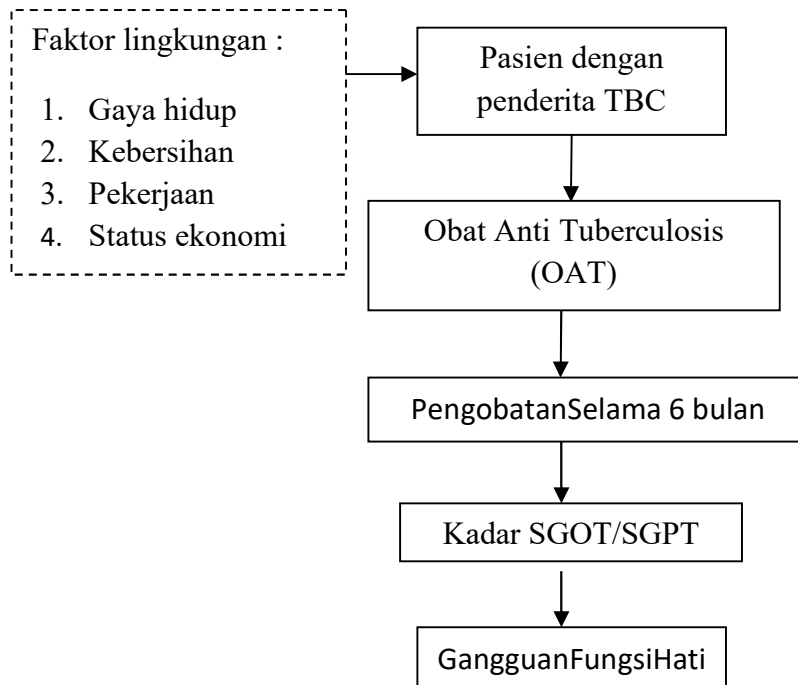 Faktor lingkungan :
1. Gaya hidup
2. Kebersihan
3. Pekerjaan
4. Status ekonomi
Pasien dengan
penderita TBC
Obat Anti Tuberculosis
(OAT)
PengobatanSelama 6 bulan
Kadar SGOT/SGPT
GangguanFungsiHati